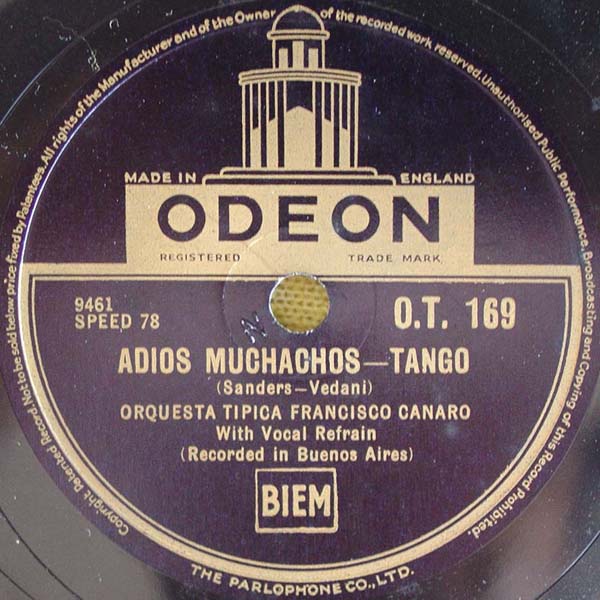 Copyright Patented Record. Not to be sold below price fixed by Patentees. All rights of the Manufacturer and of the Owner of the recorded work reserved. Unauthorised Public Performance, Broadcasting and Copying of this Record Prohibited.
MADE IN ENGLAND
ODEON
REGISTERED TRADE MARK
9461
SPEED 78
O.T. 169
ADIOS MUCHACHOS—TANGO
(Sanders—Vedani)
ORQUESTA TIPICA FRANCISCO CANARO
With Vocal Refrain
(Recorded in Buenos Aires)
BIEM
THE PARLOPHONE CO., LTD.